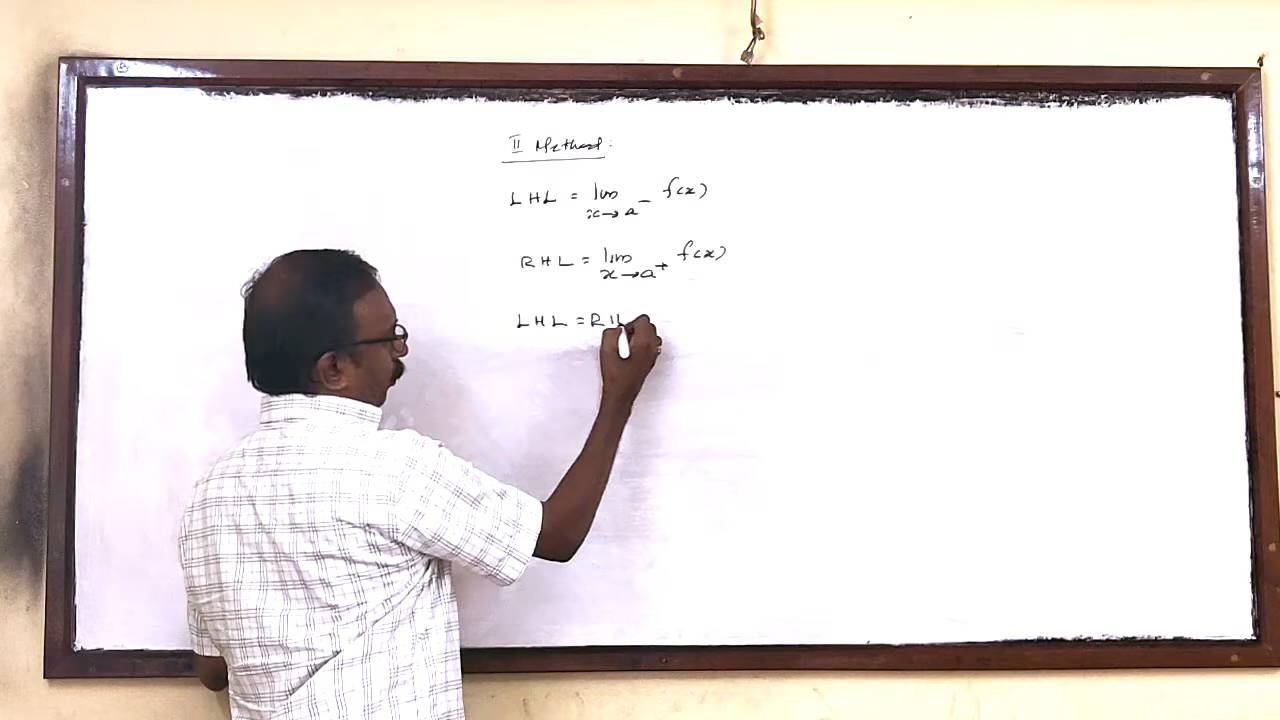 II Method:
LHL = lim x→a⁻ f(x)
RHL = lim x→a⁺ f(x)
LHL = RH